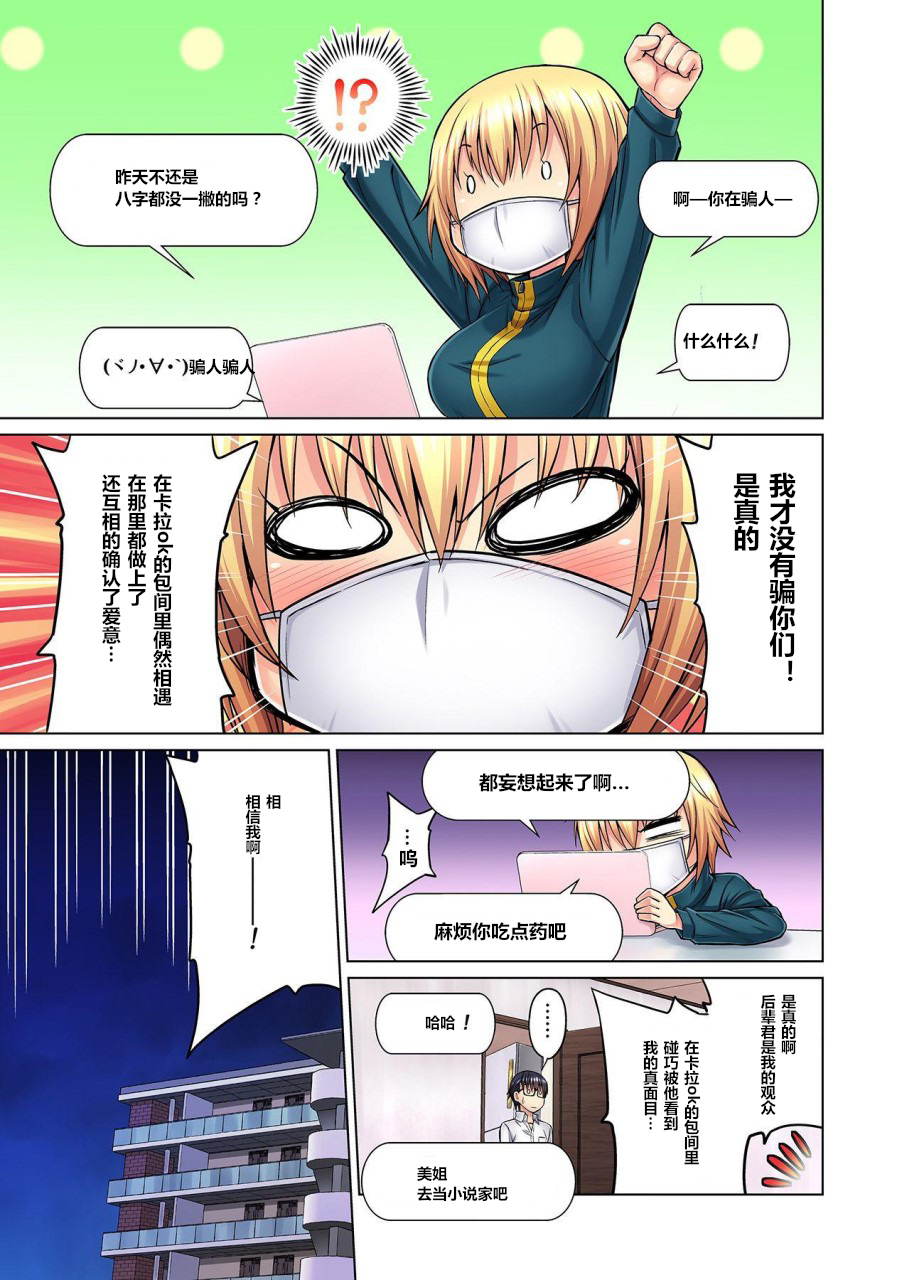 ！？
啊—你在骗人—
昨天不还是
八字都没一撇的吗？
什么什么！
(ヾノ・∀・`)骗人骗人
我才没有骗你们！
是真的
在卡拉ok的包间里偶然相遇
在那里都做上了
还互相的确认了爱意…
都妄想起来了啊…
…呜
麻烦你吃点药吧
是真的啊
后辈君是我的观众
在卡拉ok的包间里
碰巧被他看到
我的真面目…
……
哈哈！
美姐
去当小说家吧
相
相信我啊——！